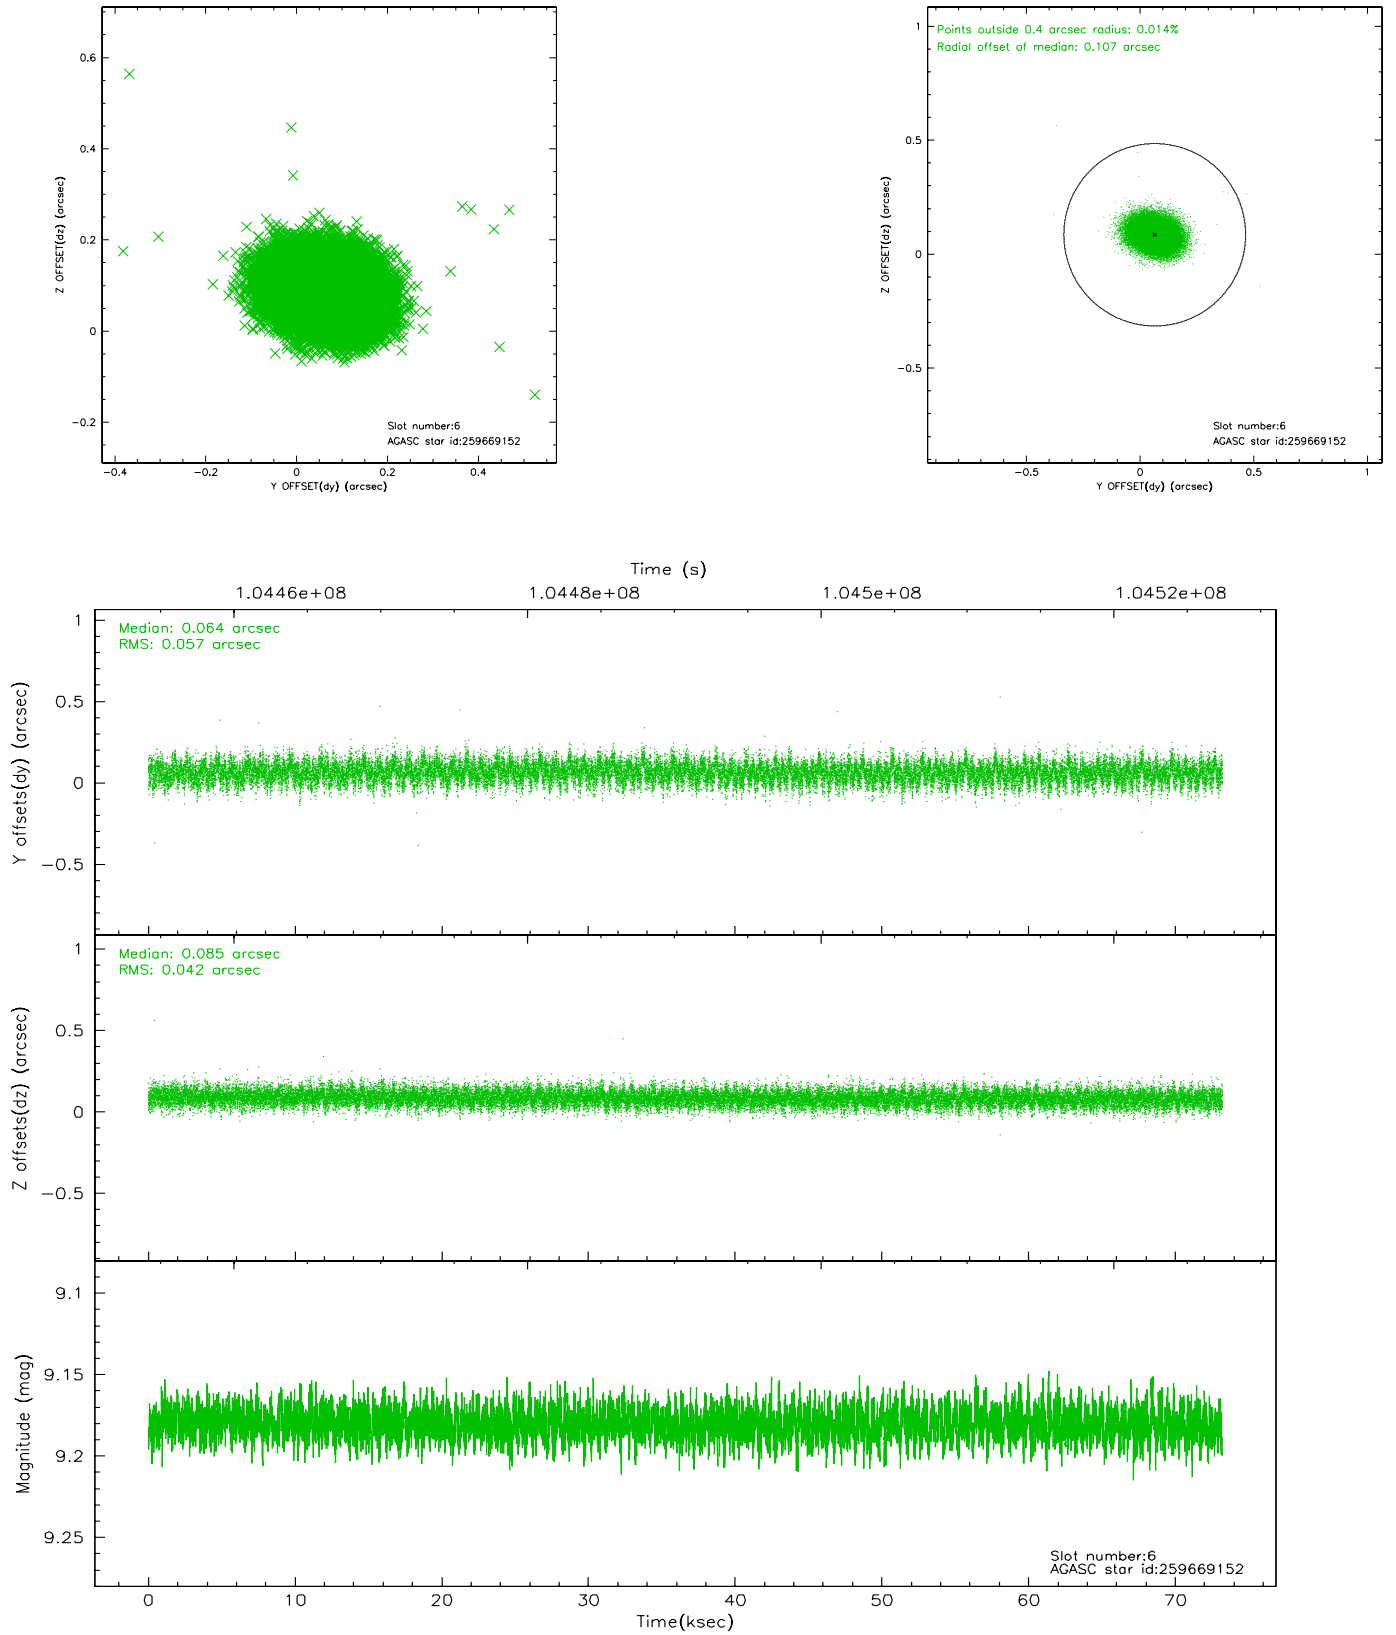 0.6
0.4
0.2
0
−0.2
Z OFFSET(dz) (arcsec)
Slot number:6
AGASC star id:259669152
−0.4 −0.2 0 0.2 0.4
Y OFFSET(dy) (arcsec)
Points outside 0.4 arcsec radius: 0.014%
Radial offset of median: 0.107 arcsec
1
0.5
0
−0.5
Z OFFSET(dz) (arcsec)
Slot number:6
AGASC star id:259669152
−0.5 0 0.5 1
Y OFFSET(dy) (arcsec)
Time (s)
1.0446e+08 1.0448e+08 1.045e+08 1.0452e+08
Median: 0.064 arcsec
RMS: 0.057 arcsec
1
0.5
0
−0.5
Y offsets(dy) (arcsec)
Median: 0.085 arcsec
RMS: 0.042 arcsec
1
0.5
0
−0.5
Z offsets(dz) (arcsec)
9.1
9.15
9.2
9.25
Magnitude (mag)
Slot number:6
AGASC star id:259669152
0 10 20 30 40 50 60 70
Time(ksec)